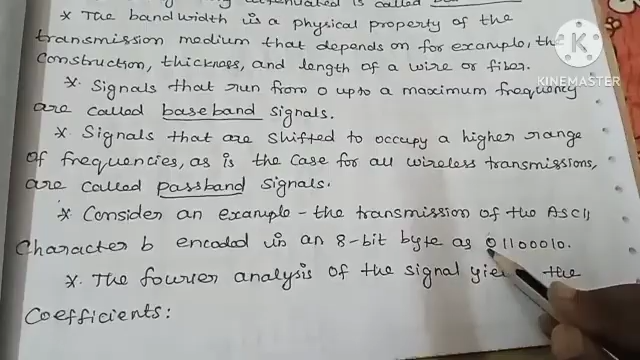 is called
* The bandwidth is a physical property of the
transmission medium that depends on for example, the
construction, thickness, and length of a wire or fiber.
* Signals that run from 0 upto a maximum frequency
are called baseband signals.
* Signals that are shifted to occupy a higher range
of frequencies, as is the case for all wireless transmissions,
are called passband signals.
* Consider an example - the transmission of the ASCII
character b encoded in an 8-bit byte as 01100010.
* The fourier analysis of the signal the
coefficients:
KINEMASTER